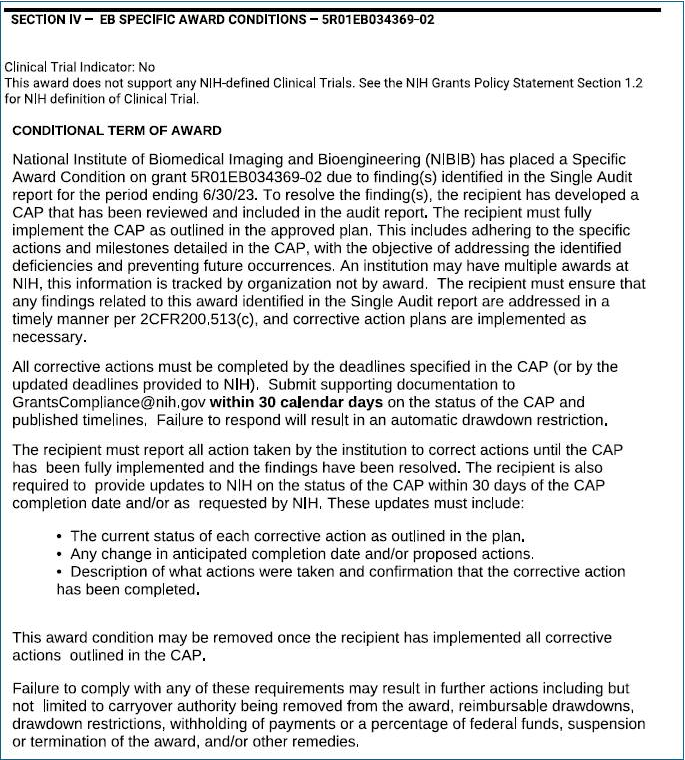 SECTION IV – EB SPECIFIC AWARD CONDITIONS – 5R01EB034369-02
Clinical Trial Indicator: No
This award does not support any NIH-defined Clinical Trials. See the NIH Grants Policy Statement Section 1.2
for NIH definition of Clinical Trial.
CONDITIONAL TERM OF AWARD
National Institute of Biomedical Imaging and Bioengineering (NIBIB) has placed a Specific
Award Condition on grant 5R01EB034369-02 due to finding(s) identified in the Single Audit
report for the period ending 6/30/23. To resolve the finding(s), the recipient has developed a
CAP that has been reviewed and included in the audit report. The recipient must fully
implement the CAP as outlined in the approved plan. This includes adhering to the specific
actions and milestones detailed in the CAP, with the objective of addressing the identified
deficiencies and preventing future occurrences. An institution may have multiple awards at
NIH, this information is tracked by organization not by award. The recipient must ensure that
any findings related to this award identified in the Single Audit report are addressed in a
timely manner per 2CFR200.513(c), and corrective action plans are implemented as
necessary.
All corrective actions must be completed by the deadlines specified in the CAP (or by the
updated deadlines provided to NIH). Submit supporting documentation to
GrantsCompliance@nih.gov within 30 calendar days on the status of the CAP and
published timelines. Failure to respond will result in an automatic drawdown restriction.
The recipient must report all action taken by the institution to correct actions until the CAP
has been fully implemented and the findings have been resolved. The recipient is also
required to provide updates to NIH on the status of the CAP within 30 days of the CAP
completion date and/or as requested by NIH. These updates must include:
• The current status of each corrective action as outlined in the plan.
• Any change in anticipated completion date and/or proposed actions.
• Description of what actions were taken and confirmation that the corrective action
has been completed.
This award condition may be removed once the recipient has implemented all corrective
actions outlined in the CAP.
Failure to comply with any of these requirements may result in further actions including but
not limited to carryover authority being removed from the award, reimbursable drawdowns,
drawdown restrictions, withholding of payments or a percentage of federal funds, suspension
or termination of the award, and/or other remedies.